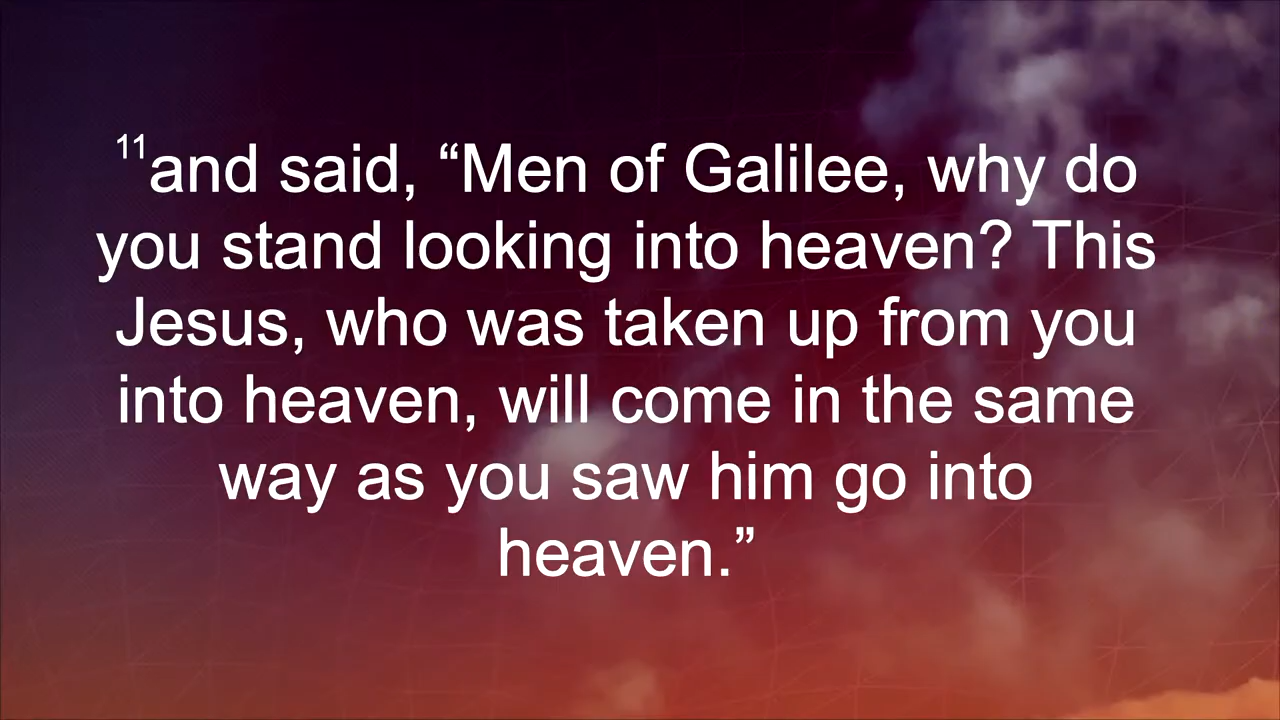 11and said, “Men of Galilee, why do
you stand looking into heaven? This
Jesus, who was taken up from you
into heaven, will come in the same
way as you saw him go into
heaven.”